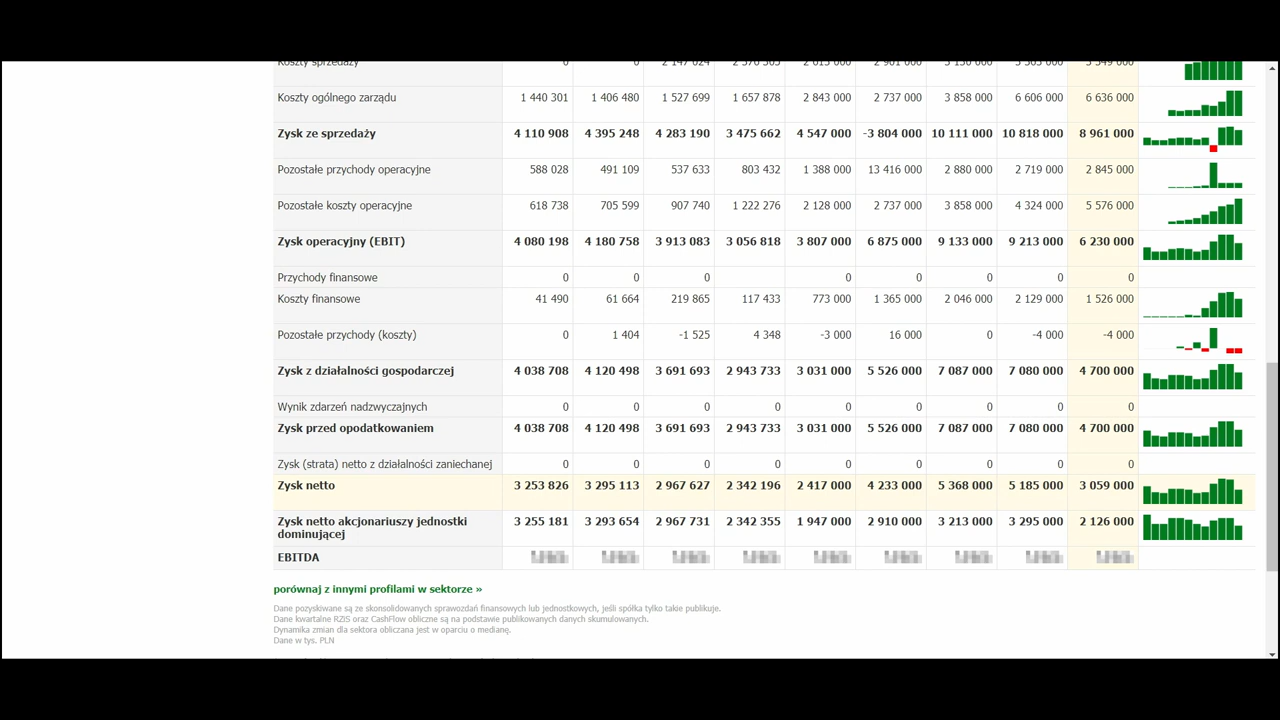 Koszty ogólnego zarządu 1 440 301 1 406 480 1 527 699 1 657 878 2 843 000 2 737 000 3 858 000 6 606 000 6 636 000
Zysk ze sprzedaży 4 110 908 4 395 248 4 283 190 3 475 662 4 547 000 -3 804 000 10 111 000 10 818 000 8 961 000
Pozostałe przychody operacyjne 588 028 491 109 537 633 803 432 1 388 000 13 416 000 2 880 000 2 719 000 2 845 000
Pozostałe koszty operacyjne 618 738 705 599 907 740 1 222 276 2 128 000 2 737 000 3 858 000 4 324 000 5 576 000
Zysk operacyjny (EBIT) 4 080 198 4 180 758 3 913 083 3 056 818 3 807 000 6 875 000 9 133 000 9 213 000 6 230 000
Przychody finansowe 0 0 0 0 0 0 0
Koszty finansowe 41 490 61 664 219 865 117 433 773 000 1 365 000 2 046 000 2 129 000 1 526 000
Pozostałe przychody (koszty) 0 1 404 -1 525 4 348 -3 000 16 000 0 -4 000 -4 000
Zysk z działalności gospodarczej 4 038 708 4 120 498 3 691 693 2 943 733 3 031 000 5 526 000 7 087 000 7 080 000 4 700 000
Wynik zdarzeń nadzwyczajnych 0 0 0 0 0 0 0 0 0
Zysk przed opodatkowaniem 4 038 708 4 120 498 3 691 693 2 943 733 3 031 000 5 526 000 7 087 000 7 080 000 4 700 000
Zysk (strata) netto z działalności zaniechanej 0 0 0 0 0 0 0 0 0
Zysk netto 3 253 826 3 295 113 2 967 627 2 342 196 2 417 000 4 233 000 5 368 000 5 185 000 3 059 000
Zysk netto akcjonariuszy jednostki 3 255 181 3 293 654 2 967 731 2 342 355 1 947 000 2 910 000 3 213 000 3 295 000 2 126 000
dominującej
EBITDA
porównaj z innymi profilami w sektorze »
Dane pozyskiwane są ze skonsolidowanych sprawozdań finansowych lub jednostkowych, jeśli spółka tylko takie publikuje.
Dane kwartalne RZiS oraz CashFlow obliczne są na podstawie publikowanych danych skumulowanych.
Dynamika zmian dla sektora obliczana jest w oparciu o medianę.
Dane w tys. PLN